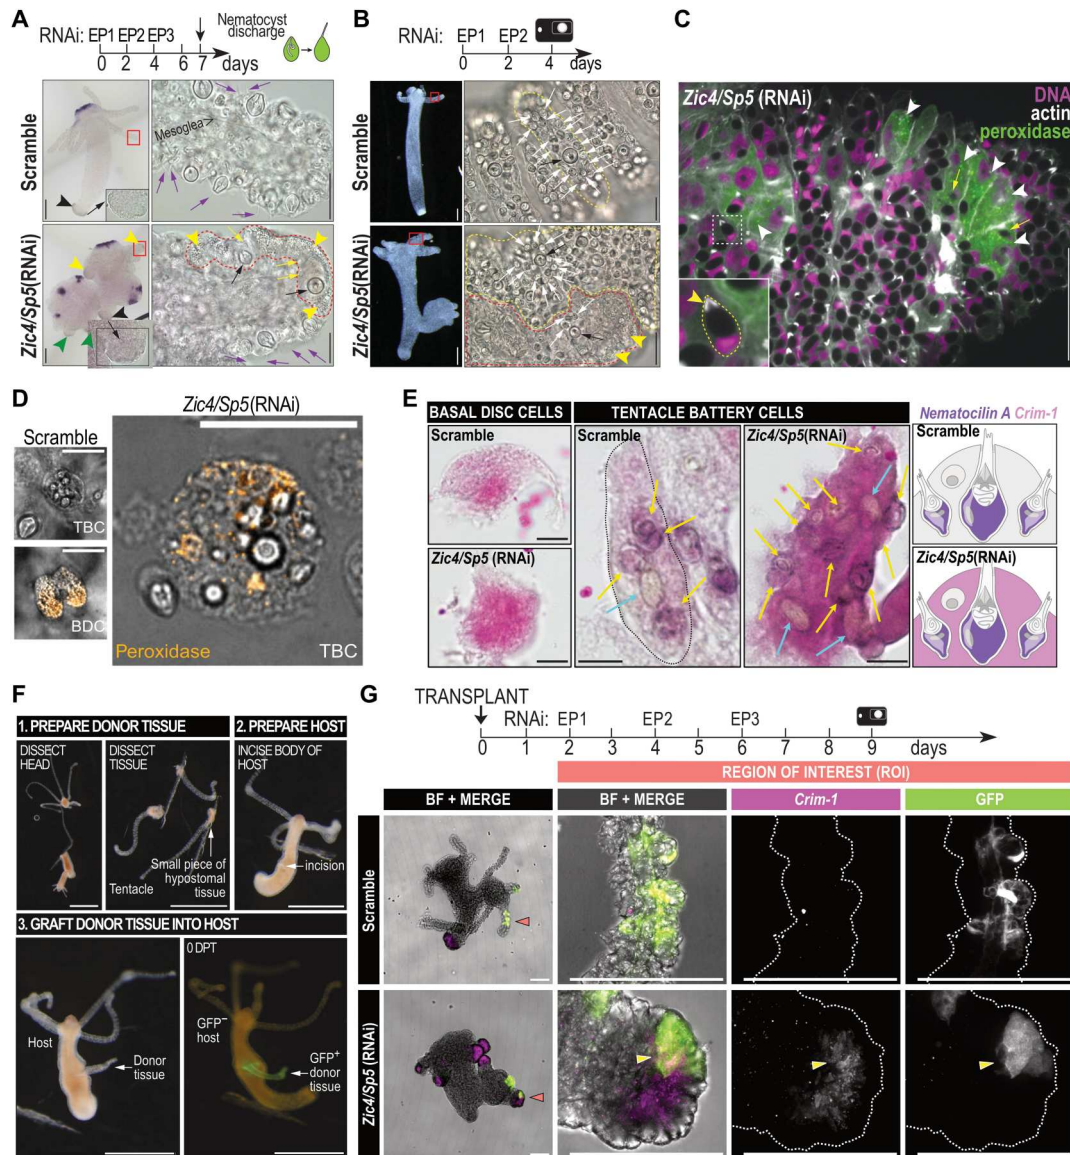 A
RNAi: EP1 EP2 EP3
Nematocyst
discharge
0 2 4 6 7 days
Scramble
Mesoglea
Zic4/Sp5(RNAi)
B
RNAi: EP1 EP2
0 2 4 days
Scramble
Zic4/Sp5(RNAi)
C
Zic4/Sp5 (RNAi)
DNA
actin
peroxidase
D
Zic4/Sp5(RNAi)
Scramble
TBC
BDC
Peroxidase
TBC
E
BASAL DISC CELLS
TENTACLE BATTERY CELLS
Nematocilin A Crim-1
Scramble
Scramble
Zic4/Sp5(RNAi)
Scramble
Zic4/Sp5 (RNAi)
Zic4/Sp5(RNAi)
F
1. PREPARE DONOR TISSUE
2. PREPARE HOST
DISSECT
HEAD
DISSECT
TISSUE
INCISE BODY OF
HOST
Small piece of
hypostomal
tissue
Tentacle
incision
3. GRAFT DONOR TISSUE INTO HOST
0 DPT
Host
Donor
tissue
GFP⁻
host
GFP⁺
donor
tissue
G
TRANSPLANT
RNAi: EP1 EP2 EP3
0 1 2 3 4 5 6 7 8 9 days
REGION OF INTEREST (ROI)
BF + MERGE
BF + MERGE
Crim-1
GFP
Scramble
Zic4/Sp5 (RNAi)